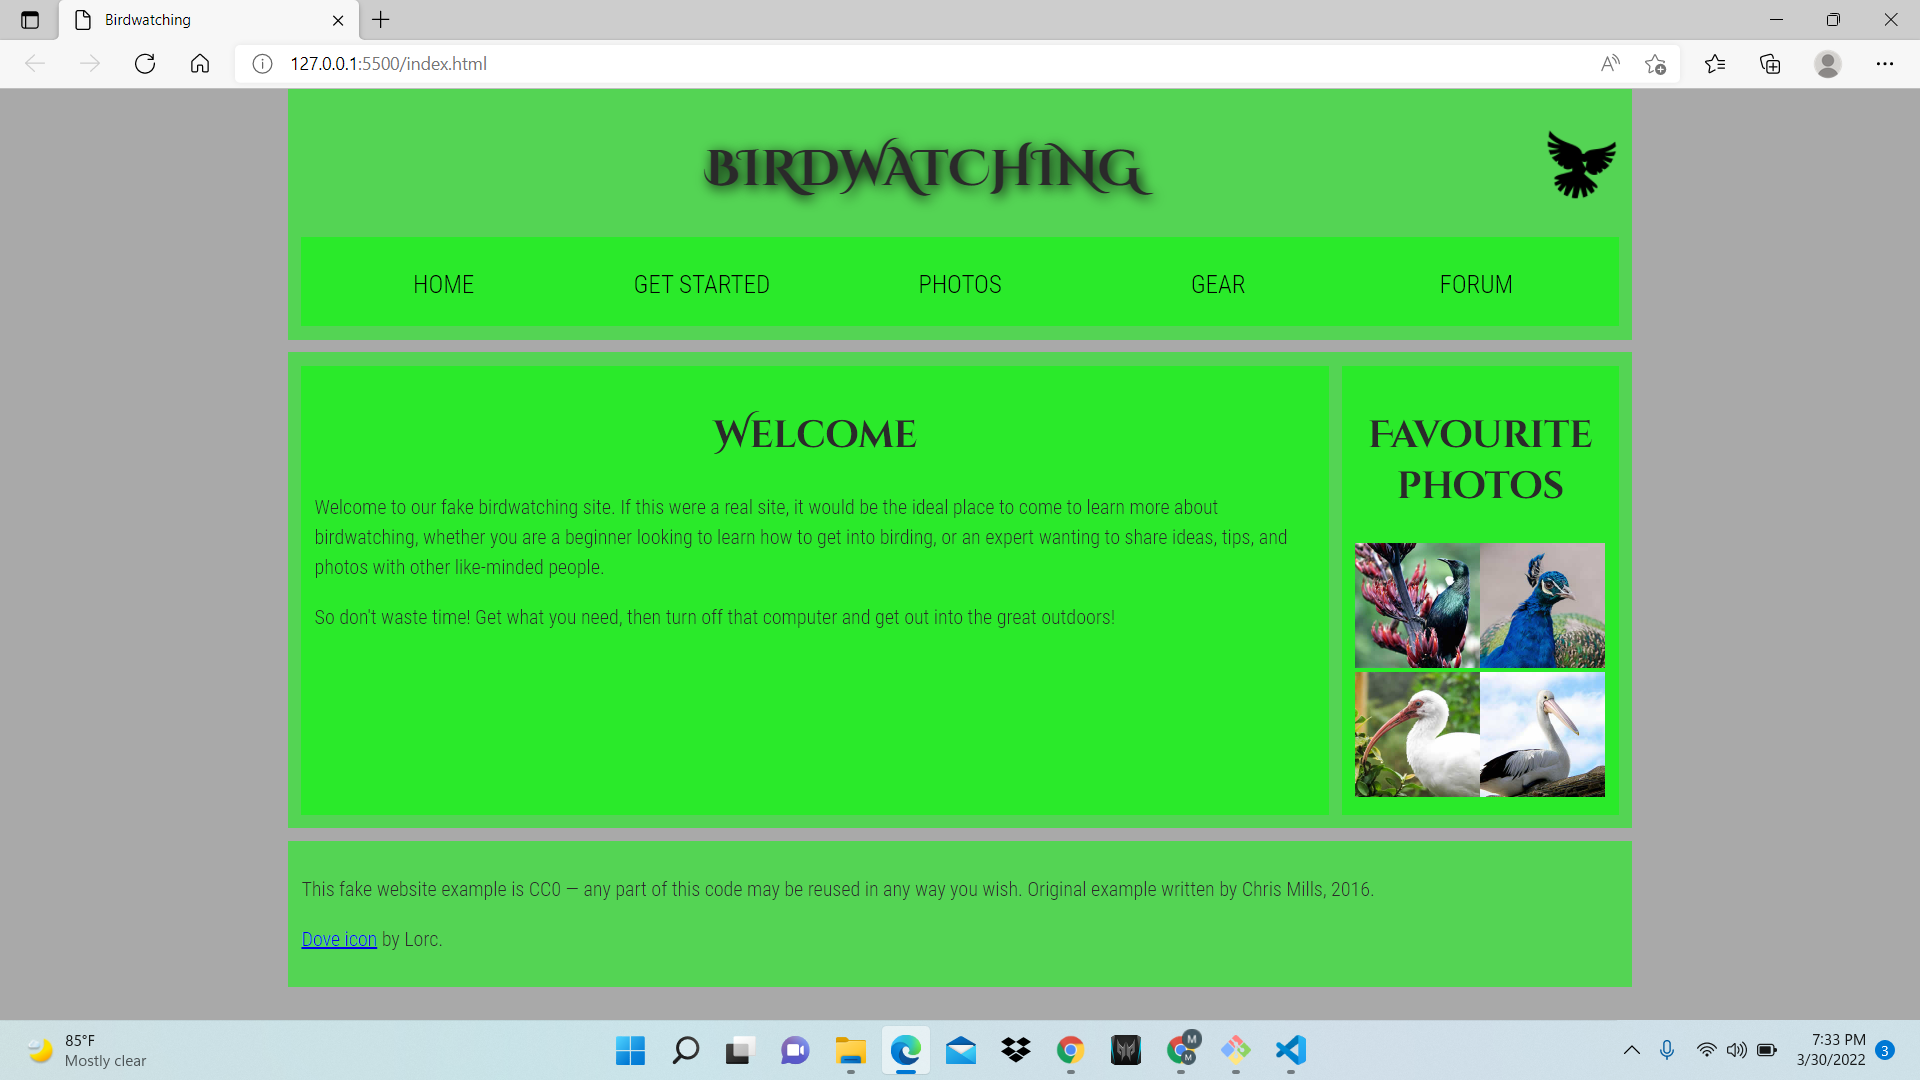 Birdwatching
127.0.0.1:5500/index.html
BIRDWATCHING
HOME GET STARTED PHOTOS GEAR FORUM
Welcome
Welcome to our fake birdwatching site. If this were a real site, it would be the ideal place to come to learn more about
birdwatching, whether you are a beginner looking to learn how to get into birding, or an expert wanting to share ideas, tips, and
photos with other like-minded people.
So don't waste time! Get what you need, then turn off that computer and get out into the great outdoors!
Favourite
photos
This fake website example is CC0 — any part of this code may be reused in any way you wish. Original example written by Chris Mills, 2016.
Dove icon by Lorc.
85°F
Mostly clear
M
M
7:33 PM
3/30/2022
3